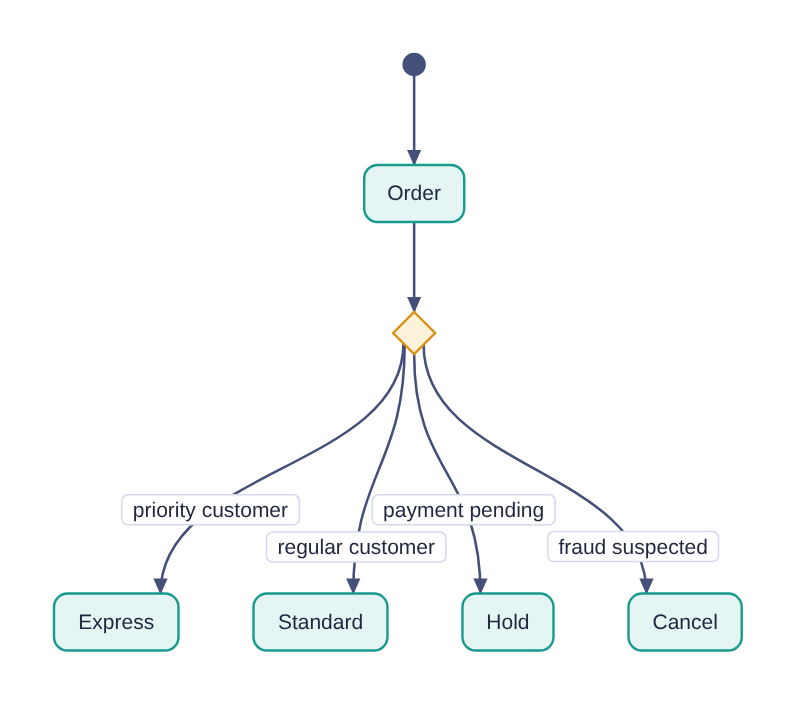 Order
priority customer
payment pending
regular customer
fraud suspected
Express
Standard
Hold
Cancel